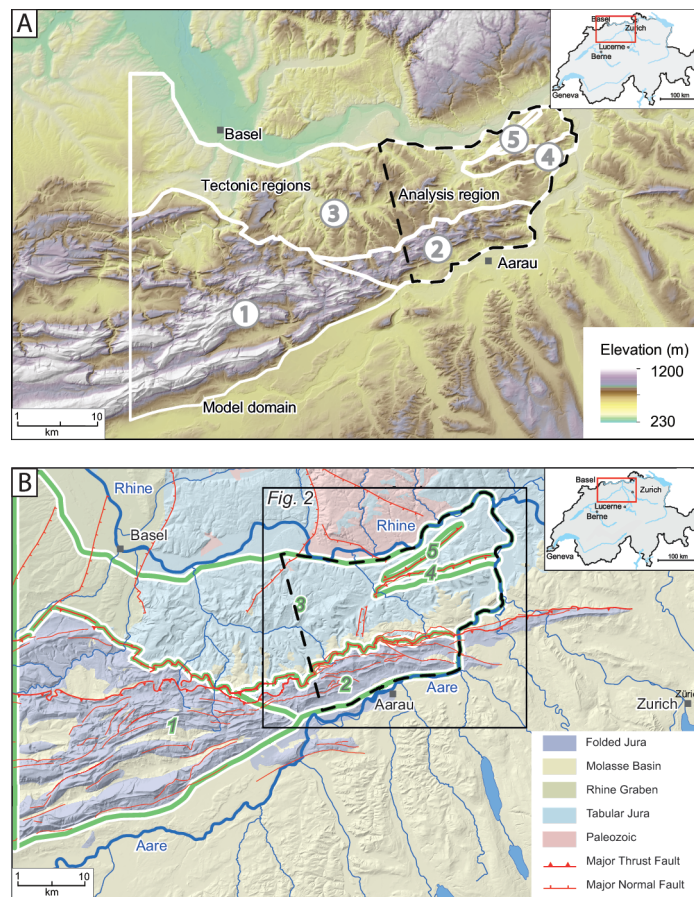 A
Basel
Zurich
Lucerne
Berne
Geneva
100 km
Basel
5
4
Tectonic regions
Analysis region
3
2
Aarau
1
Elevation (m)
1200
230
Model domain
1 10
km
B
Fig. 2
Rhine
Rhine
Basel
Basel
Zurich
Lucerne
Berne
Geneva
100 km
5
4
3
2
1
Aarau
Aare
Zurich
Aare
Folded Jura
Molasse Basin
Rhine Graben
Tabular Jura
Paleozoic
Major Thrust Fault
Major Normal Fault
1 10
km